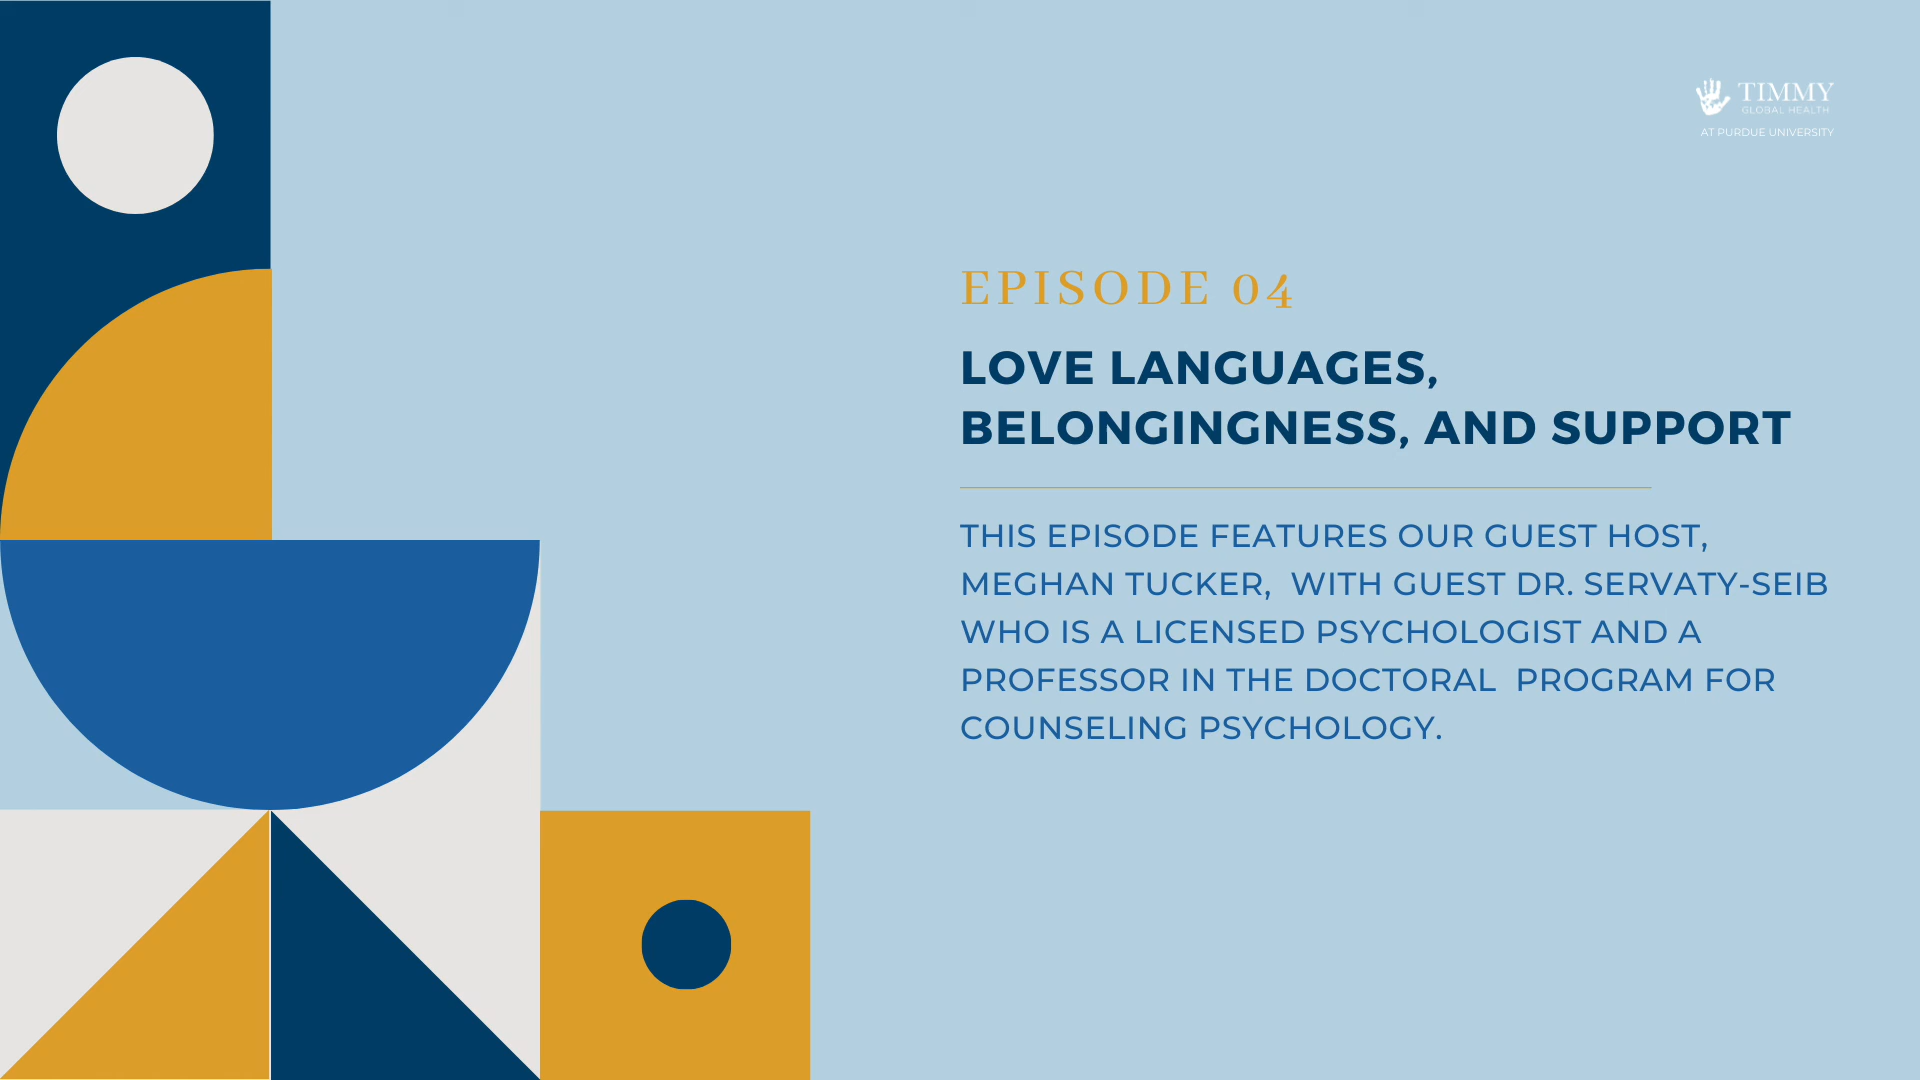 TIMMY
GLOBAL HEALTH
AT PURDUE UNIVERSITY
EPISODE 04
LOVE LANGUAGES,
BELONGINGNESS, AND SUPPORT
THIS EPISODE FEATURES OUR GUEST HOST,
MEGHAN TUCKER, WITH GUEST DR. SERVATY-SEIB
WHO IS A LICENSED PSYCHOLOGIST AND A
PROFESSOR IN THE DOCTORAL PROGRAM FOR
COUNSELING PSYCHOLOGY.